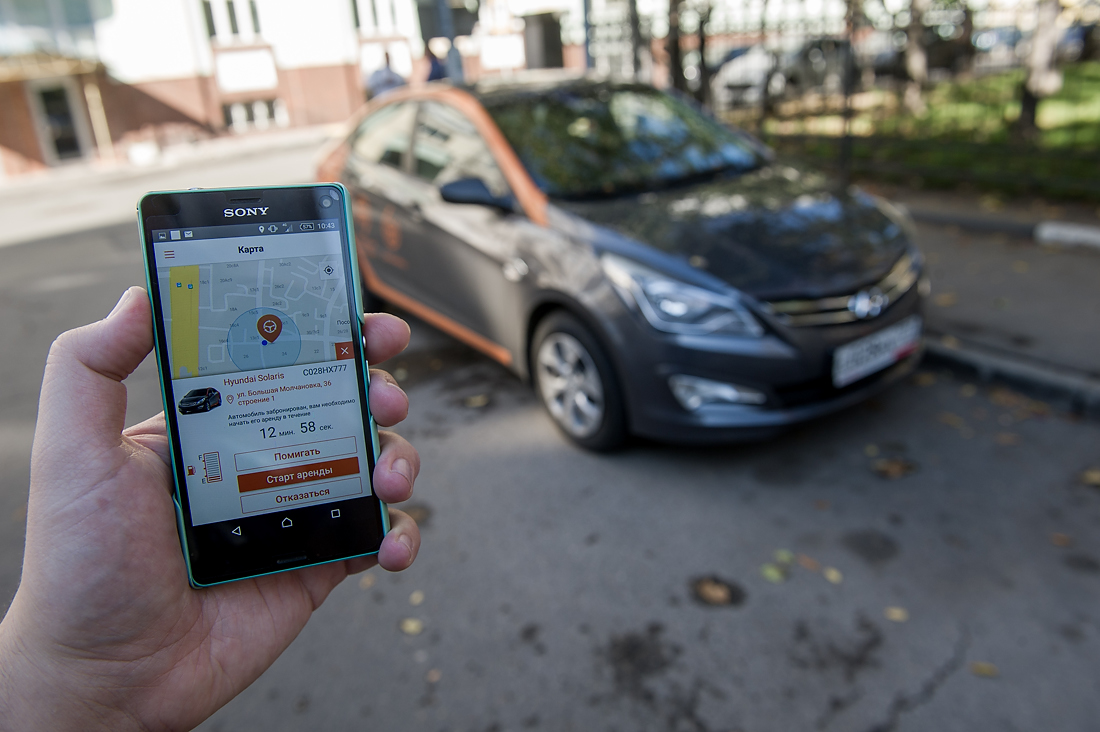 SONY
57% 10:43
Карта
Hyundai Solaris C028HX777
ул. Большая Молчановка, 36
строение 1
Автомобиль забронирован, вам необходимо
начать его аренду в течение
12 мин. 58 сек.
F
E
Помигать
Старт аренды
Отказаться